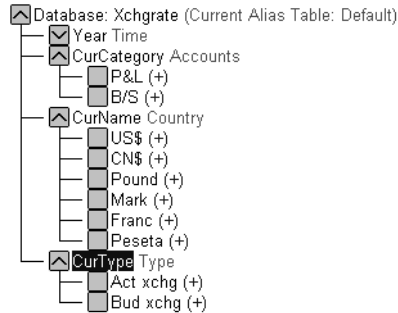 Database: Xchgrate (Current Alias Table: Default)
Year Time
CurCategory Accounts
P&L (+)
B/S (+)
CurName Country
US$ (+)
CN$ (+)
Pound (+)
Mark (+)
Franc (+)
Peseta (+)
CurType Type
Act xchg (+)
Bud xchg (+)